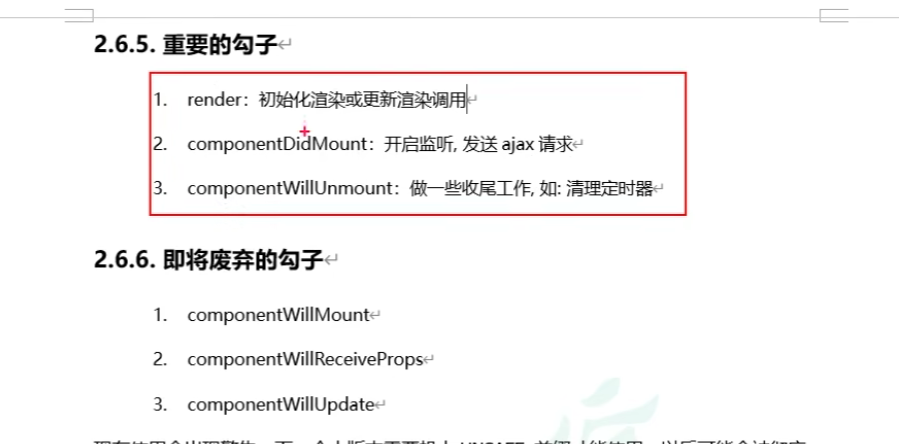 2.6.5. 重要的勾子
1. render：初始化渲染或更新渲染调用
2. componentDidMount：开启监听, 发送 ajax 请求
3. componentWillUnmount：做一些收尾工作, 如: 清理定时器
2.6.6. 即将废弃的勾子
1. componentWillMount
2. componentWillReceiveProps
3. componentWillUpdate